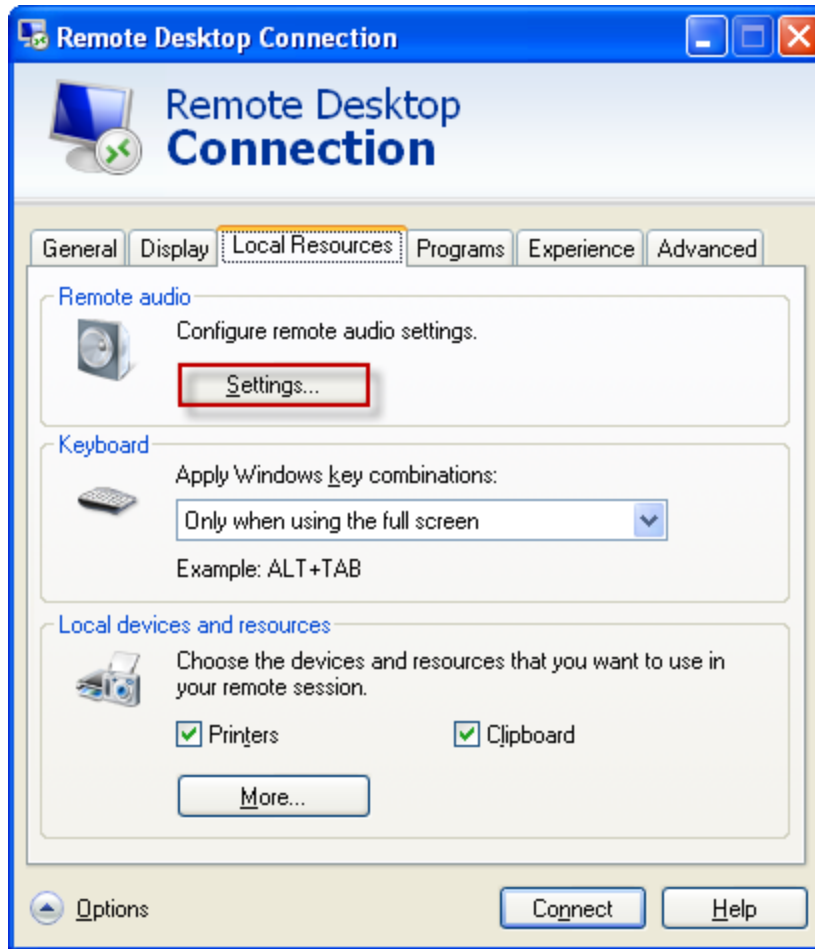 Remote Desktop Connection
Remote Desktop
Connection
General Display Local Resources Programs Experience Advanced
Remote audio
Configure remote audio settings.
Settings...
Keyboard
Apply Windows key combinations:
Only when using the full screen
Example: ALT+TAB
Local devices and resources
Choose the devices and resources that you want to use in
your remote session.
Printers Clipboard
More...
Options Connect Help